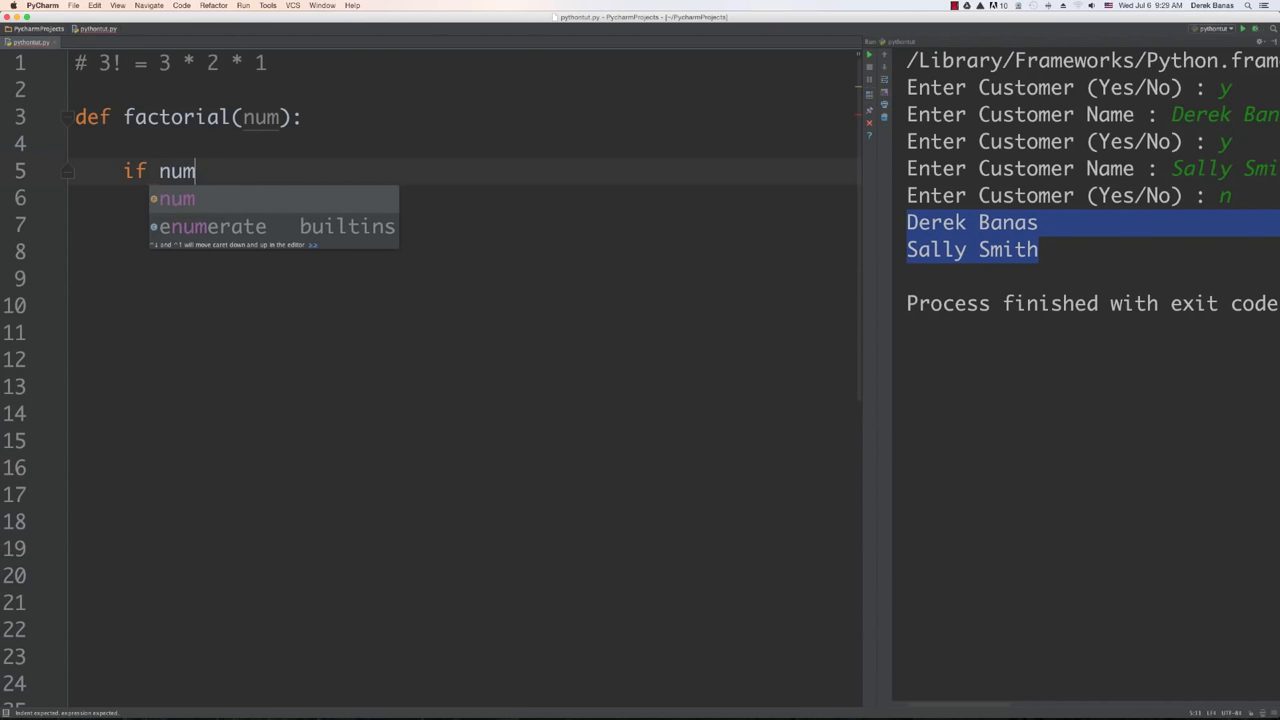 PyCharm File Edit View Navigate Code Refactor Run Tools VCS Window Help
10 Wed Jul 6 9:29 AM Derek Banas
pythontut.py - PycharmProjects - [~/PycharmProjects]
PycharmProjects pythontut.py pythontut
pythontut.py
Run pythontut
1 # 3! = 3 * 2 * 1
2
3 def factorial(num):
4
5 if num
6
7
8
9
10
11
12
13
14
15
16
17
18
19
20
21
22
23
24
25
num
enumerate builtins
^↓ and ^↑ will move caret down and up in the editor >>
/Library/Frameworks/Python.fram
Enter Customer (Yes/No) : y
Enter Customer Name : Derek Ban
Enter Customer (Yes/No) : y
Enter Customer Name : Sally Smi
Enter Customer (Yes/No) : n
Derek Banas
Sally Smith
Process finished with exit code
Indent expected. expression expected. 5:11 LF UTF-8